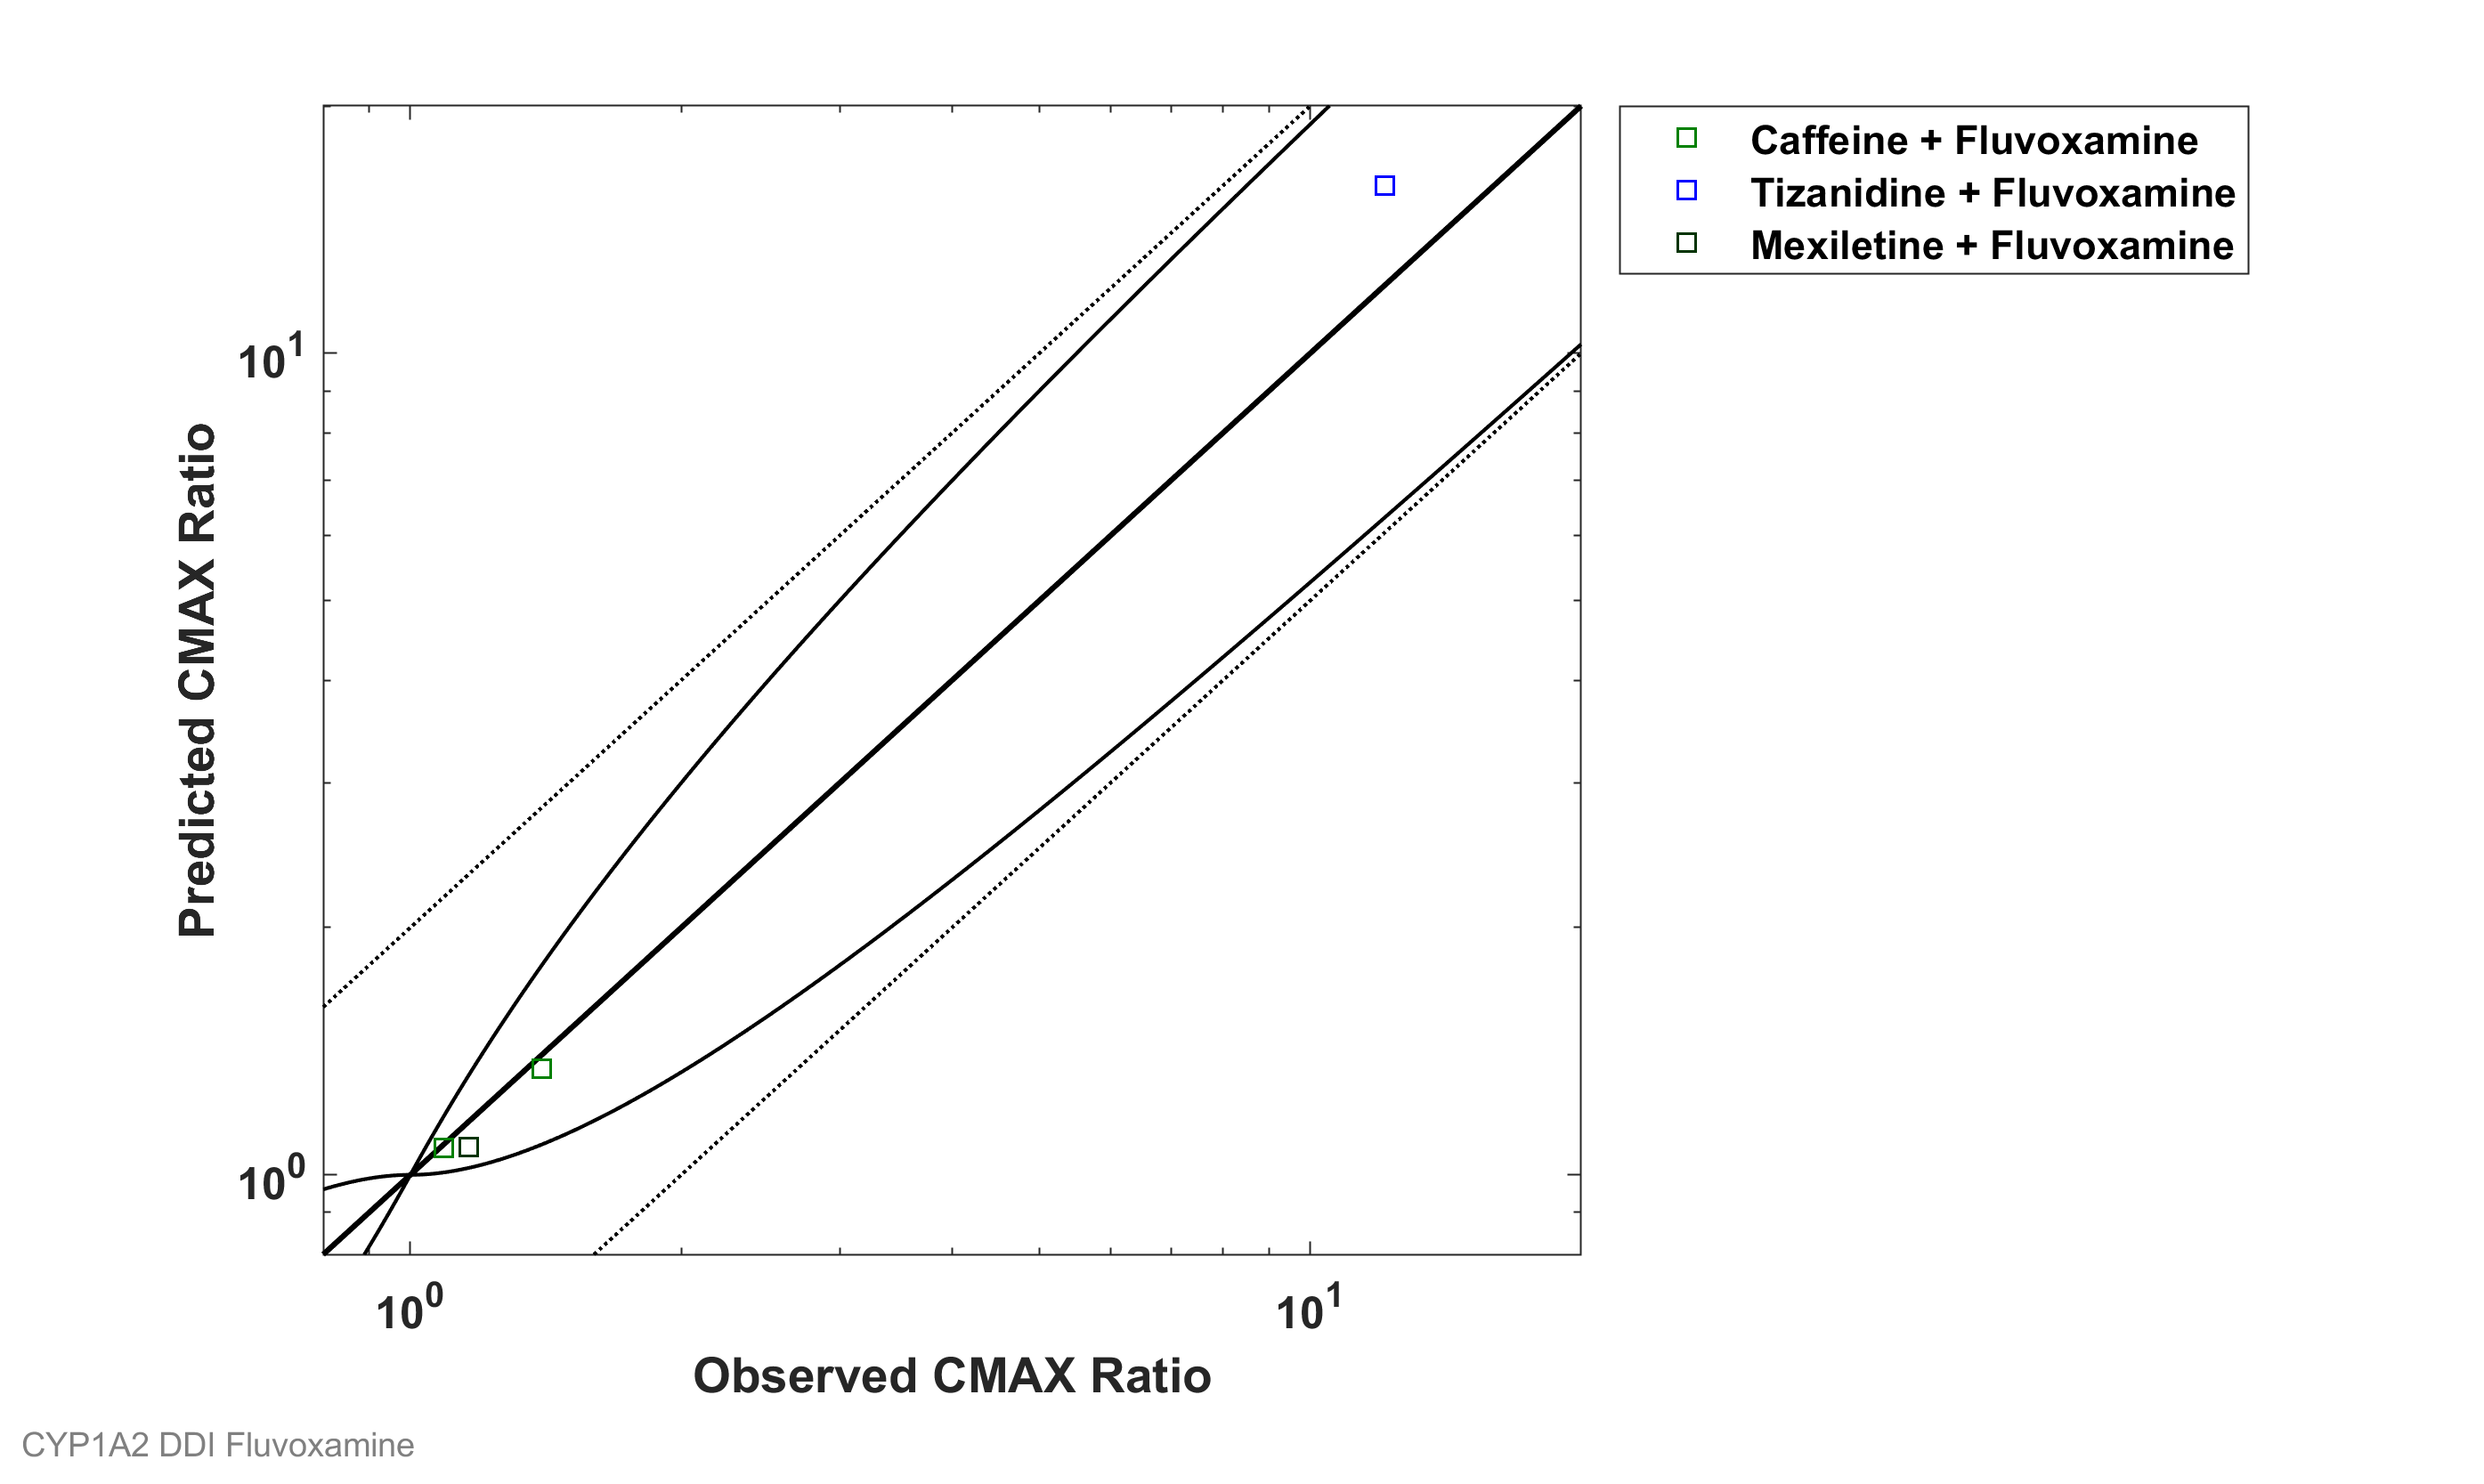 Caffeine + Fluvoxamine
Tizanidine + Fluvoxamine
Mexiletine + Fluvoxamine
Predicted CMAX Ratio
10^1
10^0
10^0
10^1
Observed CMAX Ratio
CYP1A2 DDI Fluvoxamine